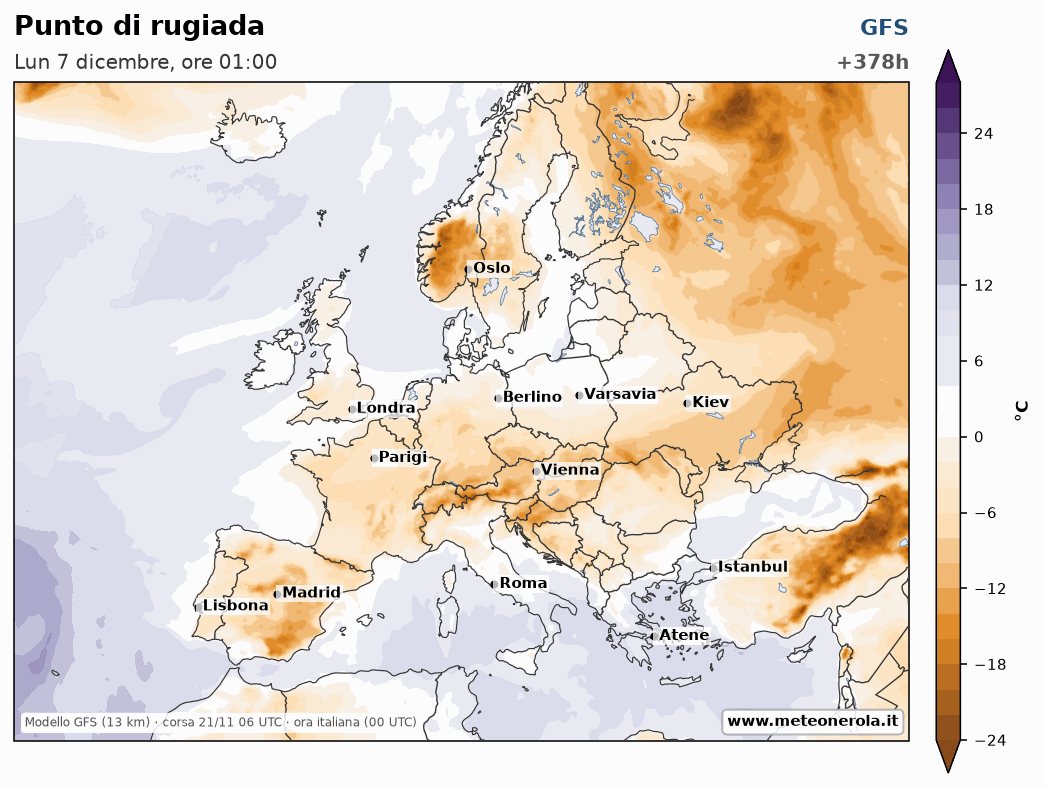 Punto di rugiada
GFS
Lun 7 dicembre, ore 01:00
+378h
Oslo
Berlino
Varsavia
Kiev
Londra
Parigi
Vienna
Istanbul
Madrid
Roma
Lisbona
Atene
24
18
12
6
0
−6
−12
−18
−24
°C
Modello GFS (13 km) · corsa 21/11 06 UTC · ora italiana (00 UTC)
www.meteonerola.it